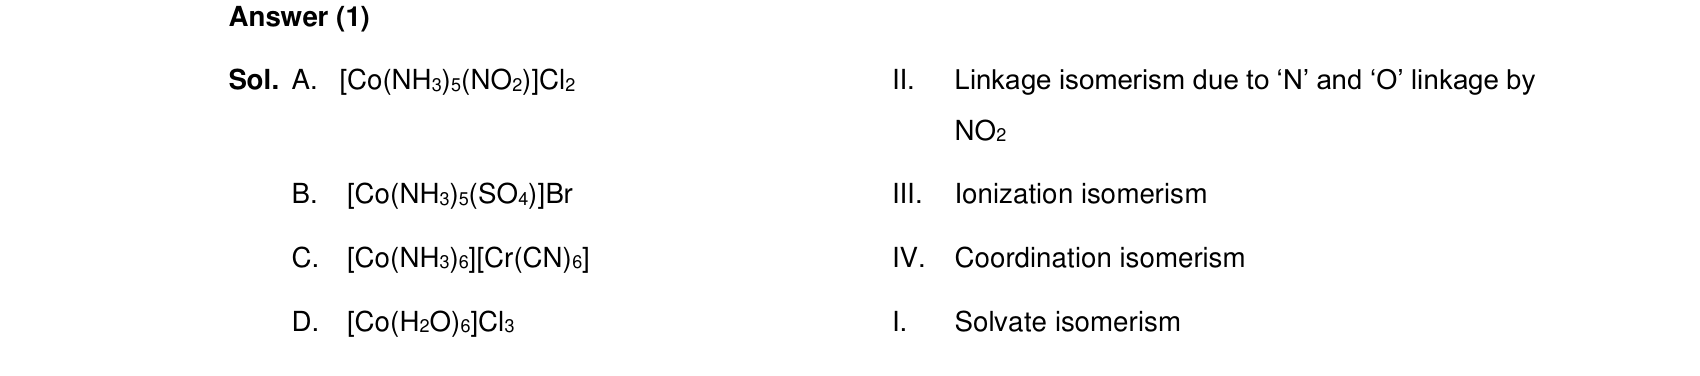 Answer (1)
Sol. A. [Co(NH₃)₅(NO₂)]Cl₂ II. Linkage isomerism due to ‘N’ and ‘O’ linkage by
NO₂
B. [Co(NH₃)₅(SO₄)]Br III. Ionization isomerism
C. [Co(NH₃)₆][Cr(CN)₆] IV. Coordination isomerism
D. [Co(H₂O)₆]Cl₃ I. Solvate isomerism